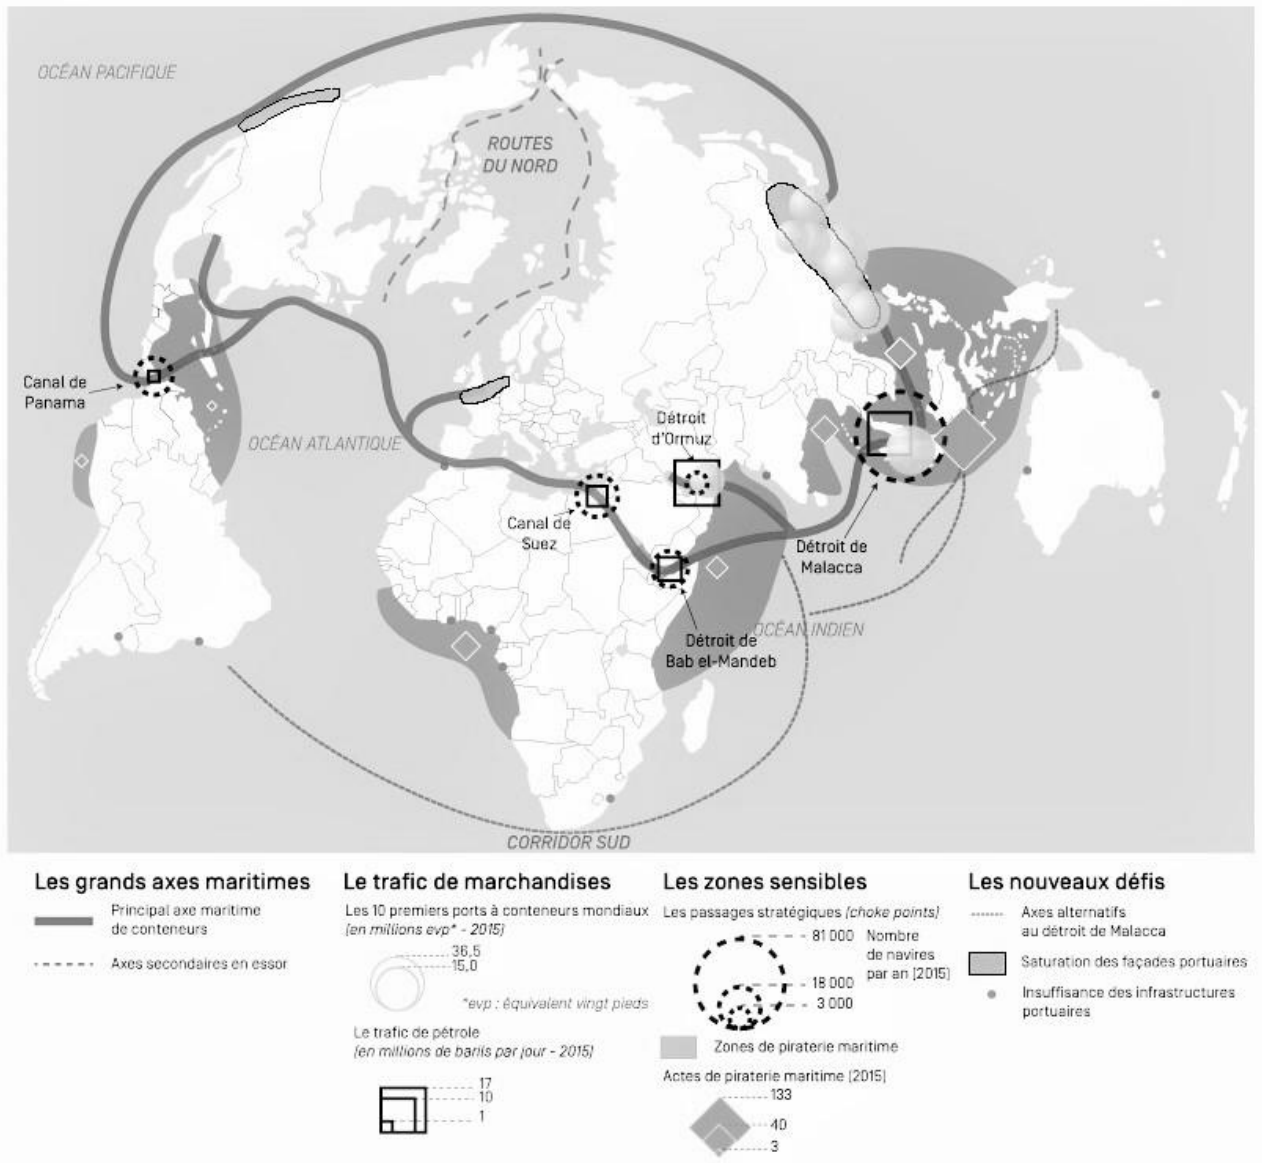 OCÉAN PACIFIQUE
ROUTES
DU NORD
Canal de
Panama
OCÉAN ATLANTIQUE
Détroit
d'Ormuz
Canal de
Suez
Détroit de
Malacca
OCÉAN INDIEN
Détroit de
Bab el-Mandeb
CORRIDOR SUD
Les grands axes maritimes
Principal axe maritime
de conteneurs
Axes secondaires en essor
Le trafic de marchandises
Les 10 premiers ports à conteneurs mondiaux
(en millions evp* - 2015)
36,5
15,0
*evp : équivalent vingt pieds
Le trafic de pétrole
(en millions de barils par jour - 2015)
17
10
1
Les zones sensibles
Les passages stratégiques (choke points)
81 000 Nombre
de navires
par an (2015)
18 000
3 000
Zones de piraterie maritime
Actes de piraterie maritime (2015)
133
40
3
Les nouveaux défis
Axes alternatifs
au détroit de Malacca
Saturation des façades portuaires
Insuffisance des infrastructures
portuaires